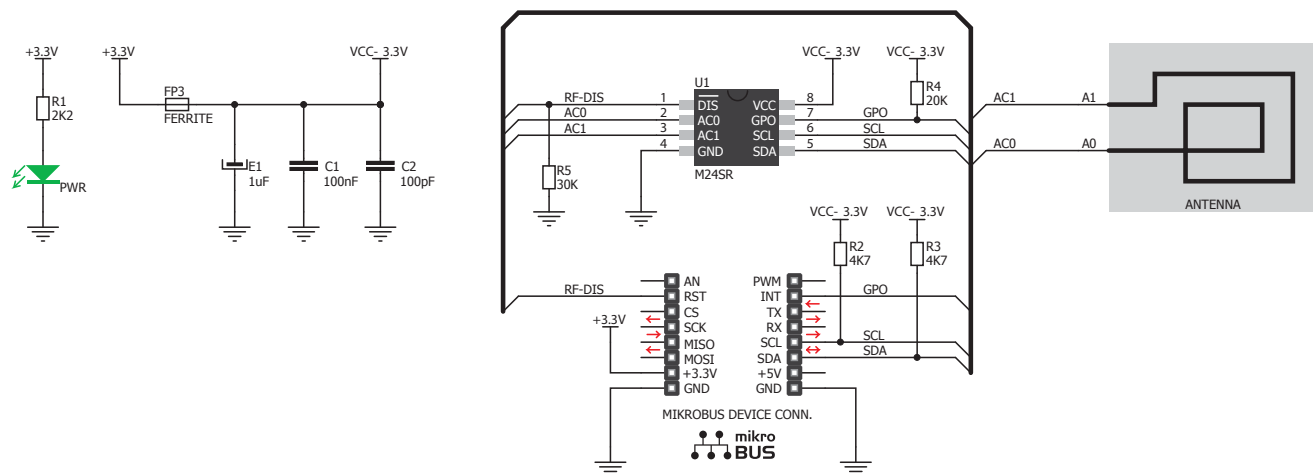 +3.3V
R1
2K2
PWR
+3.3V
FP3
FERRITE
VCC- 3.3V
E1
1uF
C1
100nF
C2
100pF
RF-DIS
AC0
AC1
R5
30K
U1
1 DIS VCC 8
2 AC0 GPO 7
3 AC1 SCL 6
4 GND SDA 5
M24SR
VCC- 3.3V
VCC- 3.3V
R4
20K
GPO
SCL
SDA
AC1
A1
AC0
A0
ANTENNA
VCC- 3.3V
VCC- 3.3V
R2
4K7
R3
4K7
RF-DIS
+3.3V
AN PWM
RST INT
CS TX
SCK RX
MISO SCL
MOSI SDA
+3.3V +5V
GND GND
GPO
SCL
SDA
MIKROBUS DEVICE CONN.
mikro
BUS